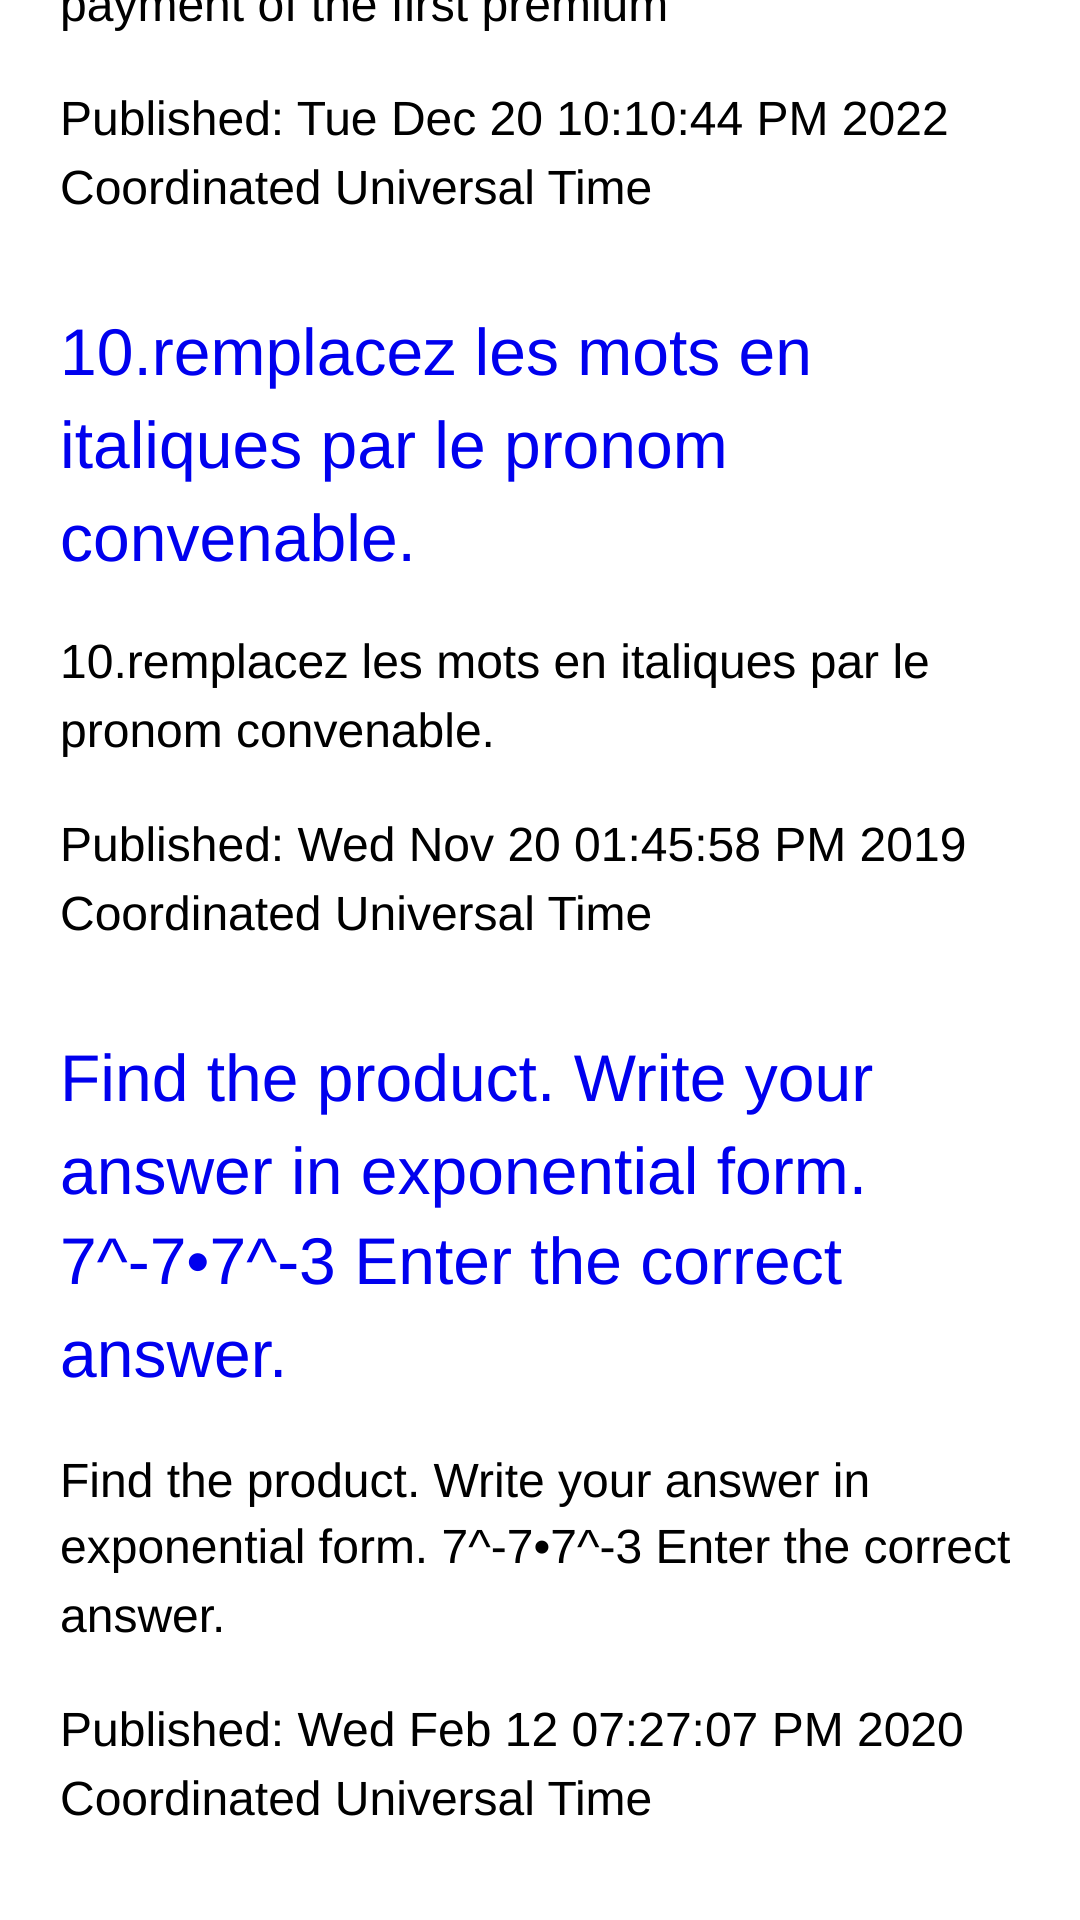 payment of the first premium
Published: Tue Dec 20 10:10:44 PM 2022
Coordinated Universal Time
10.remplacez les mots en
italiques par le pronom
convenable.
10.remplacez les mots en italiques par le
pronom convenable.
Published: Wed Nov 20 01:45:58 PM 2019
Coordinated Universal Time
Find the product. Write your
answer in exponential form.
7^-7•7^-3 Enter the correct
answer.
Find the product. Write your answer in
exponential form. 7^-7•7^-3 Enter the correct
answer.
Published: Wed Feb 12 07:27:07 PM 2020
Coordinated Universal Time